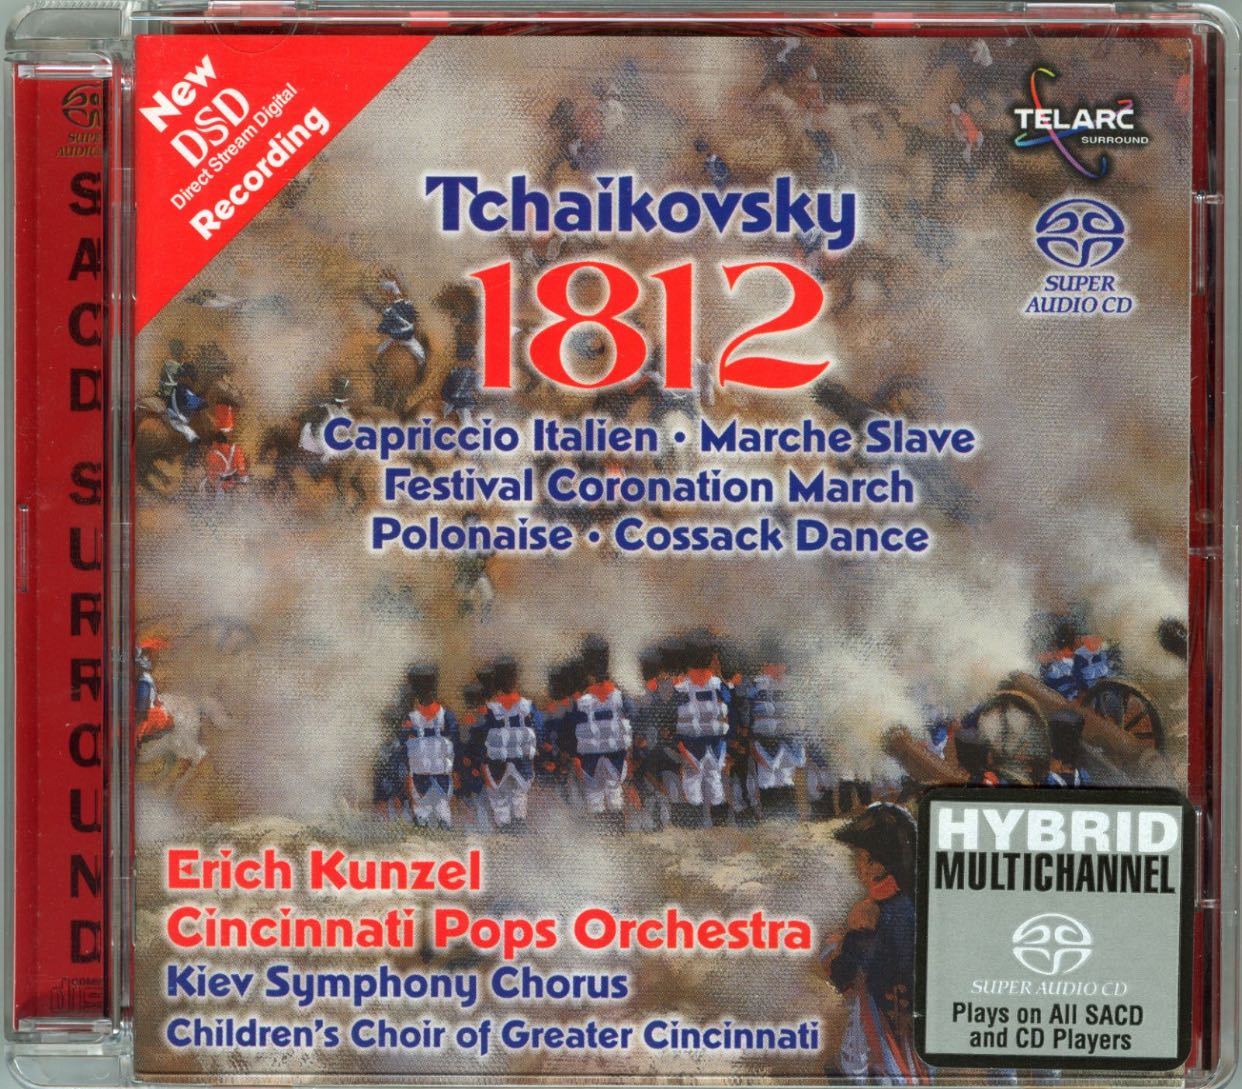 New
DSD
Direct Stream Digital
Recording
TELARC
SURROUND
SUPER
AUDIO CD
Tchaikovsky
1812
Capriccio Italien • Marche Slave
Festival Coronation March
Polonaise • Cossack Dance
SACD SURROUND
Erich Kunzel
Cincinnati Pops Orchestra
Kiev Symphony Chorus
Children's Choir of Greater Cincinnati
HYBRID
MULTICHANNEL
SUPER AUDIO CD
Plays on All SACD
and CD Players